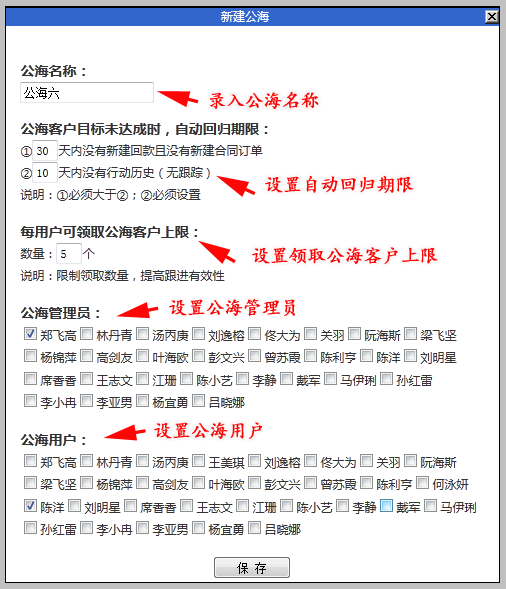 新建公海
公海名称：
公海六
录入公海名称
公海客户目标未达成时，自动回归期限：
①30天内没有新建回款且没有新建合同订单
②10天内没有行动历史（无跟踪）
设置自动回归期限
说明：①必须大于②；②必须设置
每用户可领取公海客户上限：
数量：5个
设置领取公海客户上限
说明：限制领取数量，提高跟进有效性
公海管理员：
设置公海管理员
郑飞高 林丹青 汤丙庚 刘逸榕 佟大为 关羽 阮海斯 梁飞坚
杨锦萍 高剑友 叶海欧 彭文兴 曾苏霞 陈利亨 陈洋 刘明星
席香香 王志文 江珊 陈小艺 李静 戴军 马伊琍 孙红雷
李小冉 李亚男 杨宜勇 吕晓娜
公海用户：
设置公海用户
郑飞高 林丹青 汤丙庚 王美琪 刘逸榕 佟大为 关羽 阮海斯
梁飞坚 杨锦萍 高剑友 叶海欧 彭文兴 曾苏霞 陈利亨 何泳妍
陈洋 刘明星 席香香 王志文 江珊 陈小艺 李静 戴军 马伊琍
孙红雷 李小冉 李亚男 杨宜勇 吕晓娜
保 存